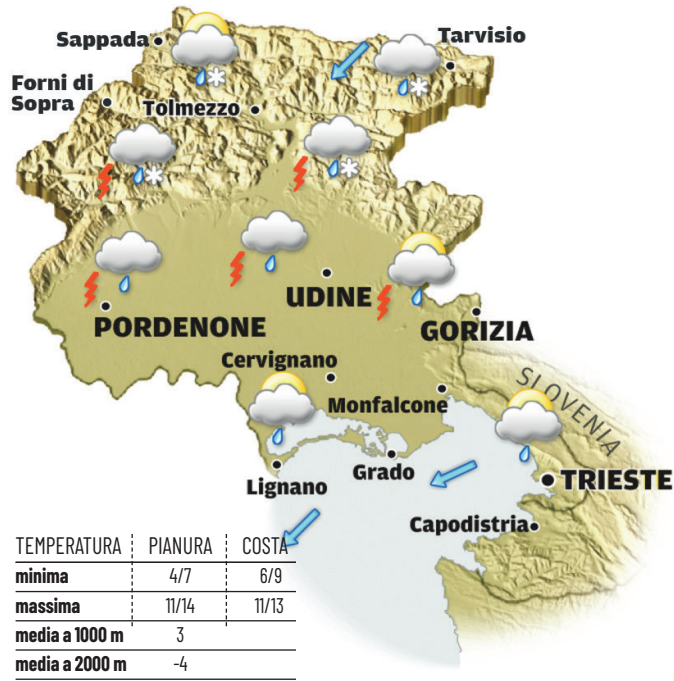 Sappada
Tarvisio
Forni di
Sopra
Tolmezzo
UDINE
PORDENONE
GORIZIA
Cervignano
Monfalcone
SLOVENIA
Grado
Lignano
TRIESTE
Capodistria
TEMPERATURA PIANURA COSTA
minima 4/7 6/9
massima 11/14 11/13
media a 1000 m 3
media a 2000 m -4